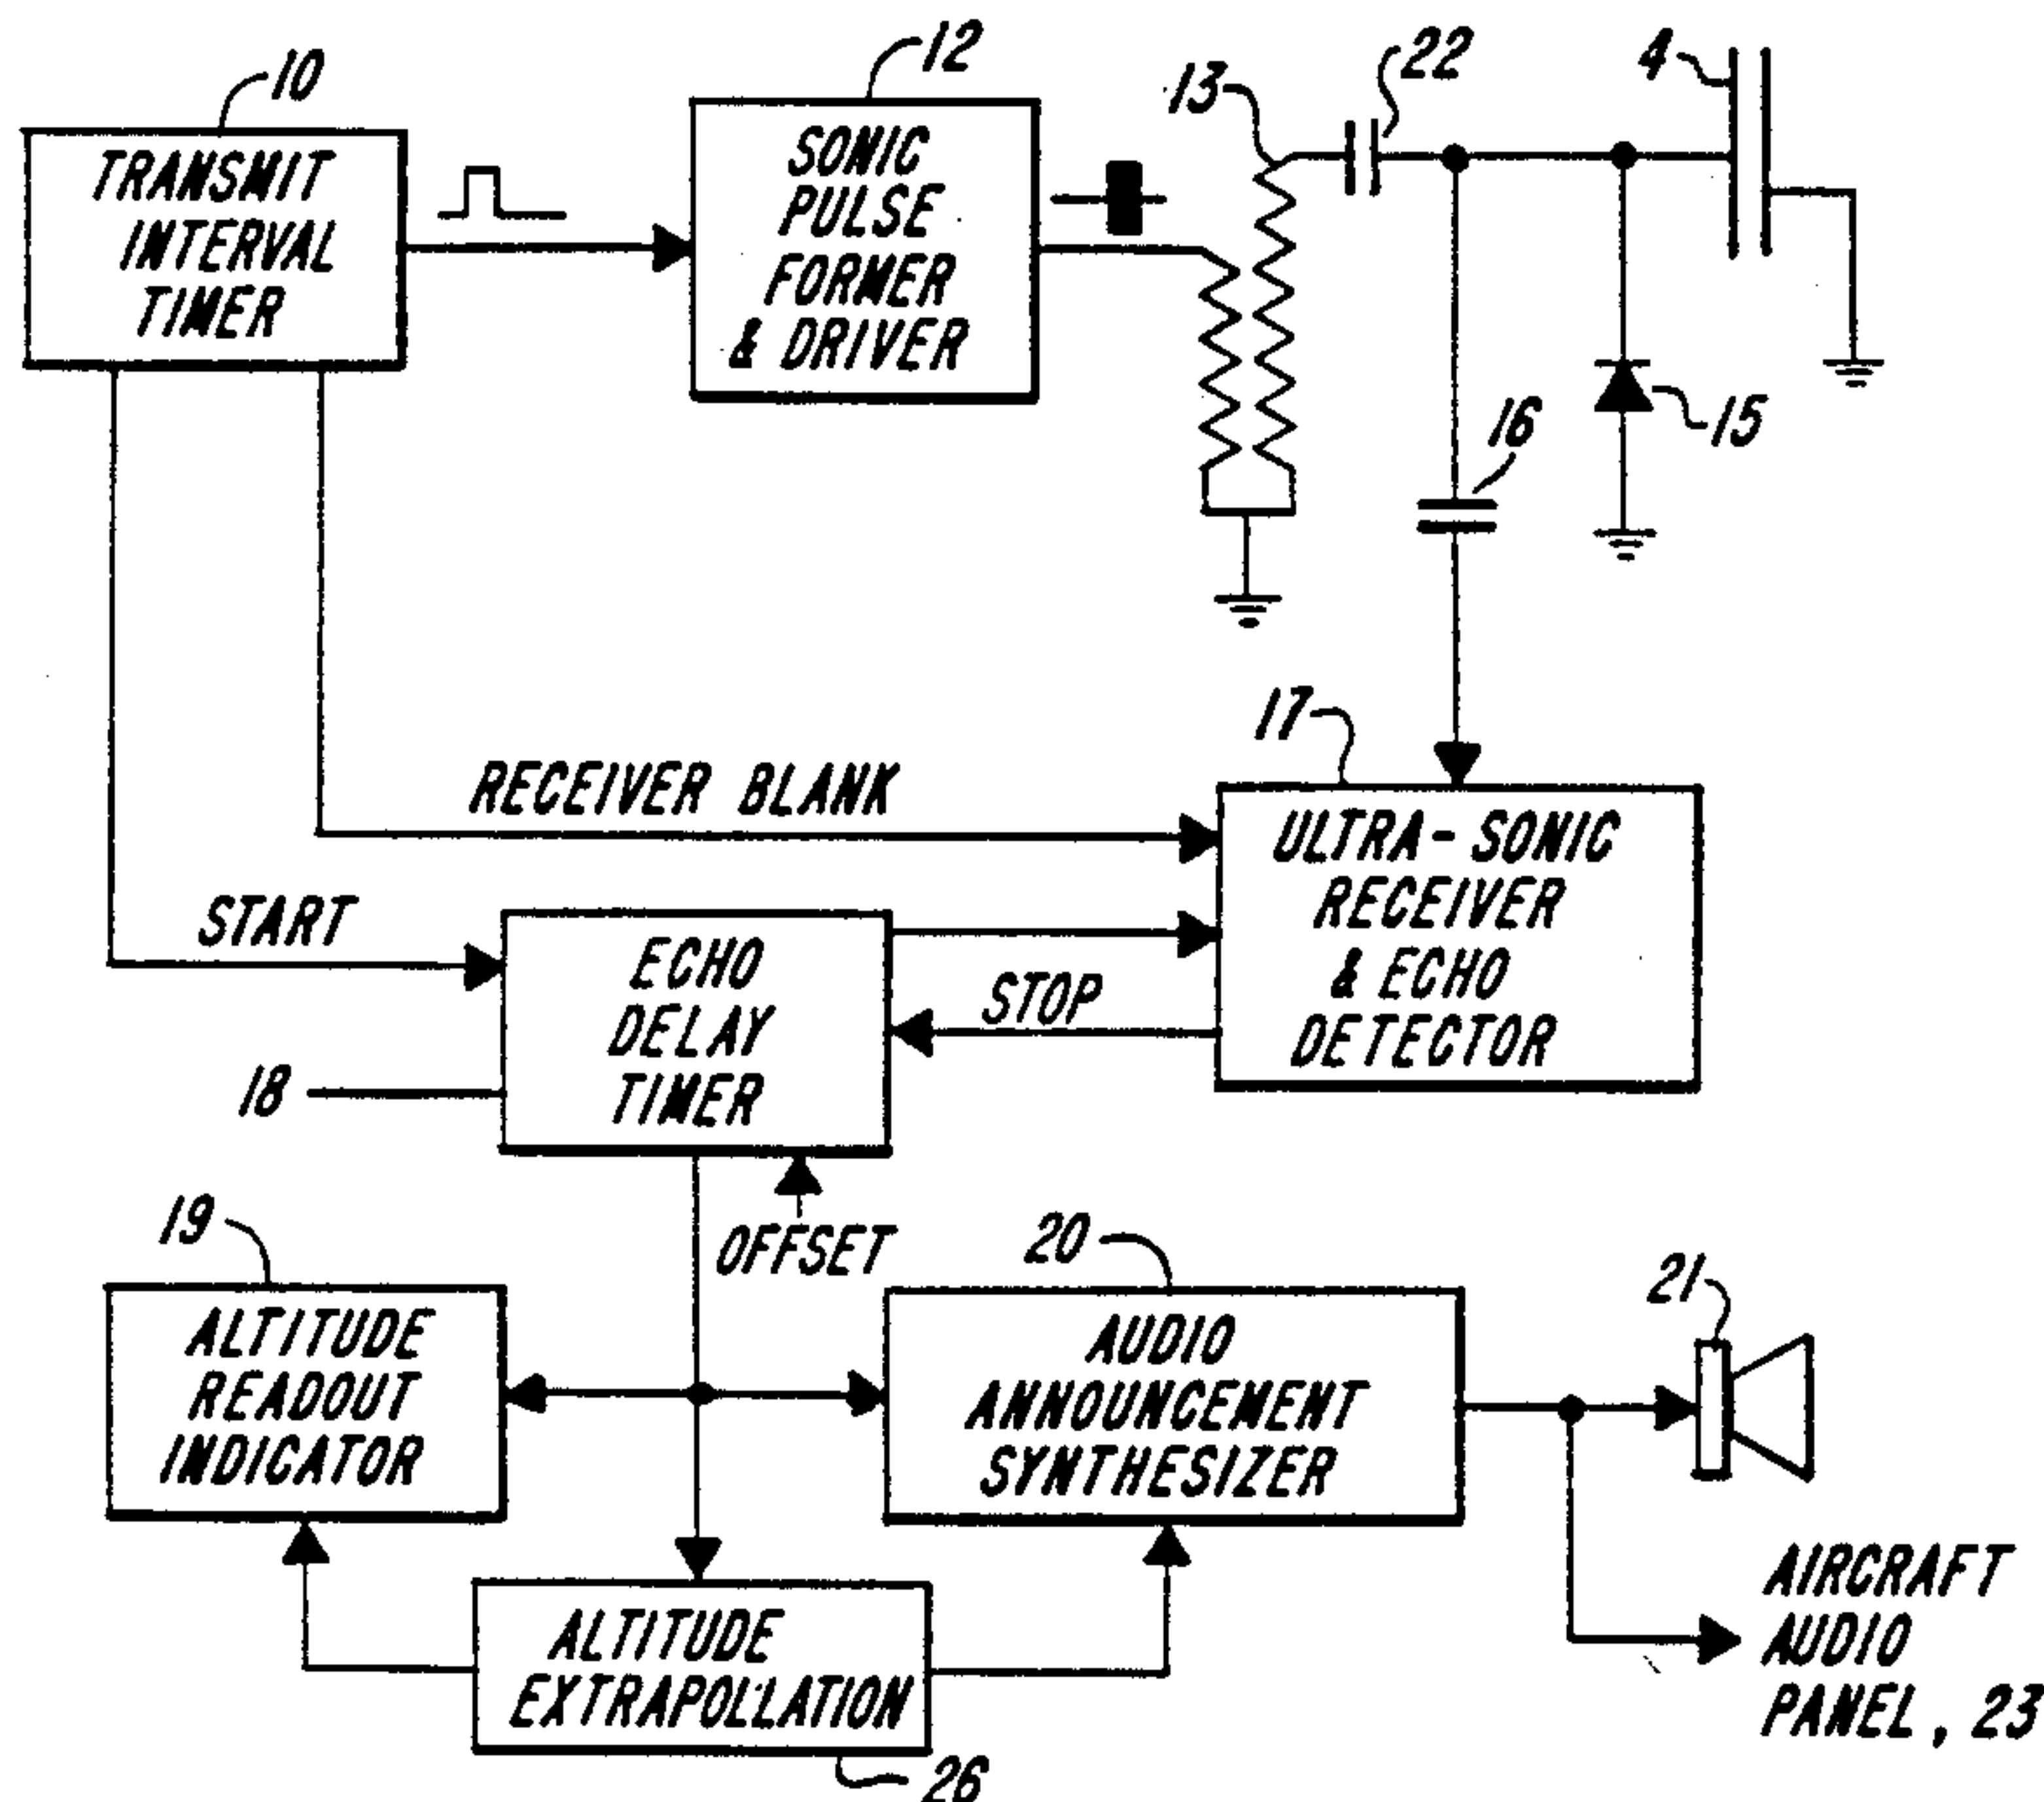 10
TRANSMIT
INTERVAL
TIMER
12
SONIC
PULSE
FORMER
& DRIVER
13
22
4
15
16
17
RECEIVER BLANK
ULTRA-SONIC
RECEIVER
& ECHO
DETECTOR
START
ECHO
DELAY
TIMER
STOP
18
OFFSET
19
ALTITUDE
READOUT
INDICATOR
20
AUDIO
ANNOUNCEMENT
SYNTHESIZER
21
AIRCRAFT
AUDIO
PANEL, 23
ALTITUDE
EXTRAPOLLATION
26